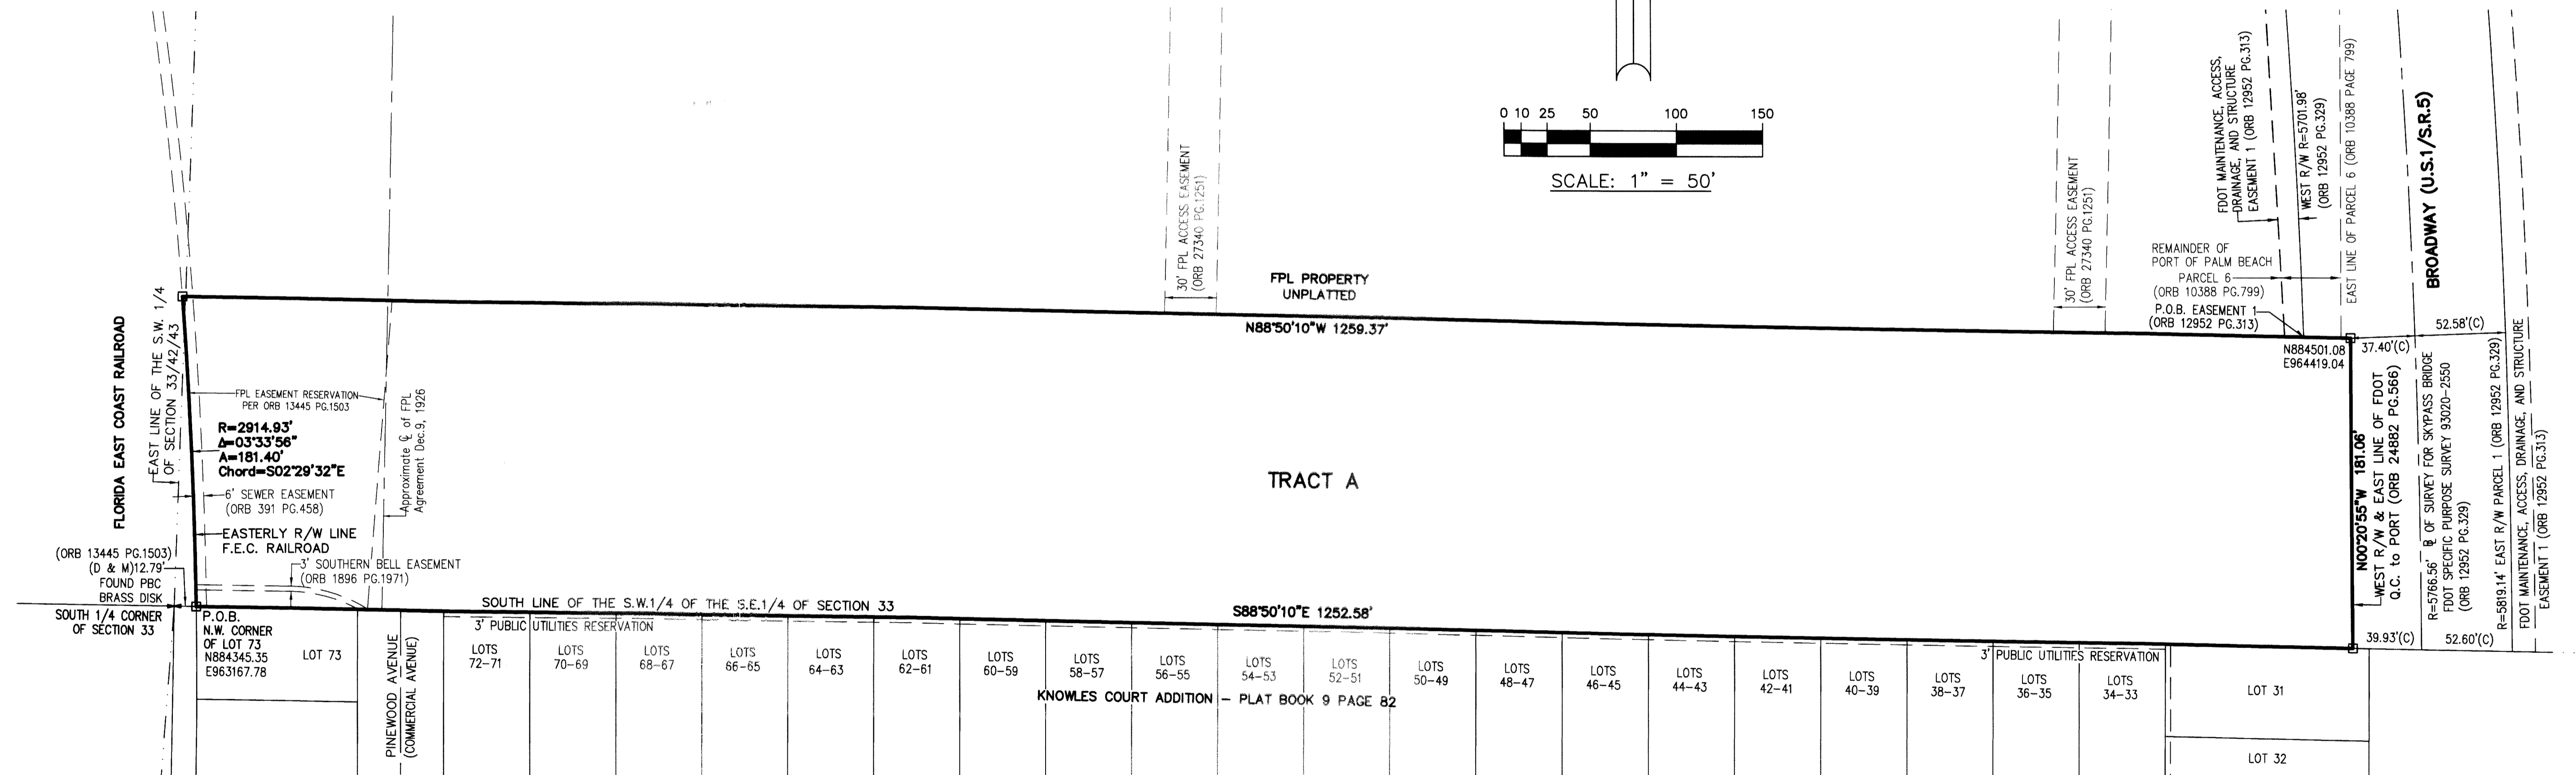 0 10 25 50 100 150
SCALE: 1" = 50'
30' FPL ACCESS EASEMENT
(ORB 27340 PG.1251)
FPL PROPERTY
UNPLATTED
30' FPL ACCESS EASEMENT
(ORB 27340 PG.1251)
FDOT MAINTENANCE, ACCESS,
DRAINAGE, AND STRUCTURE
EASEMENT 1 (ORB 12952 PG.313)
WEST R/W R=5701.98'
(ORB 12952 PG.329)
EAST LINE OF PARCEL 6 (ORB 10388 PAGE 799)
BROADWAY (U.S.1/S.R.5)
REMAINDER OF
PORT OF PALM BEACH
PARCEL 6
(ORB 10388 PG.799)
P.O.B. EASEMENT 1
(ORB 12952 PG.313)
N88°50'10"W 1259.37'
N884501.08
E964419.04
37.40'(C)
52.58'(C)
FLORIDA EAST COAST RAILROAD
EAST LINE OF THE S.W. 1/4
OF SECTION 33/42/43
FPL EASEMENT RESERVATION
PER ORB 13445 PG.1503
R=2914.93'
Δ=03°33'56"
A=181.40'
Chord=S02°29'32"E
6' SEWER EASEMENT
(ORB 391 PG.458)
EASTERLY R/W LINE
F.E.C. RAILROAD
Approximate ℄ of FPL
Agreement Dec.9, 1926
TRACT A
N00°20'55"W 181.06'
WEST R/W & EAST LINE OF FDOT
Q.C. to PORT (ORB 24882 PG.566)
R=5766.56' ℄ OF SURVEY FOR SKYPASS BRIDGE
FDOT SPECIFIC PURPOSE SURVEY 93020-2550
(ORB 12952 PG.329)
R=5819.14' EAST R/W PARCEL 1 (ORB 12952 PG.329)
FDOT MAINTENANCE, ACCESS, DRAINAGE, AND STRUCTURE
EASEMENT 1 (ORB 12952 PG.313)
(ORB 13445 PG.1503)
(D & M)12.79'
FOUND PBC
BRASS DISK
SOUTH 1/4 CORNER
OF SECTION 33
3' SOUTHERN BELL EASEMENT
(ORB 1896 PG.1971)
SOUTH LINE OF THE S.W.1/4 OF THE S.E.1/4 OF SECTION 33
S88°50'10"E 1252.58'
39.93'(C)
52.60'(C)
P.O.B.
N.W. CORNER
OF LOT 73
N884345.35
E963167.78
LOT 73
PINEWOOD AVENUE
(COMMERCIAL AVENUE)
3' PUBLIC UTILITIES RESERVATION
3' PUBLIC UTILITIES RESERVATION
LOTS
72-71
LOTS
70-69
LOTS
68-67
LOTS
66-65
LOTS
64-63
LOTS
62-61
LOTS
60-59
LOTS
58-57
LOTS
56-55
LOTS
54-53
LOTS
52-51
LOTS
50-49
LOTS
48-47
LOTS
46-45
LOTS
44-43
LOTS
42-41
LOTS
40-39
LOTS
38-37
LOTS
36-35
LOTS
34-33
LOT 31
LOT 32
KNOWLES COURT ADDITION - PLAT BOOK 9 PAGE 82